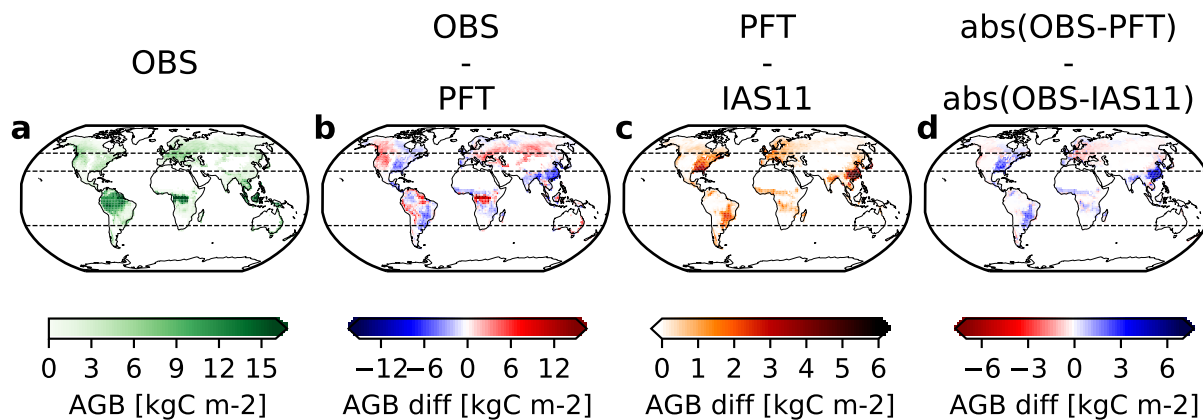 OBS
OBS
-
PFT
PFT
-
IAS11
abs(OBS-PFT)
-
abs(OBS-IAS11)
a
b
c
d
0 3 6 9 12 15
AGB [kgC m-2]
−12 −6 0 6 12
AGB diff [kgC m-2]
0 1 2 3 4 5 6
AGB diff [kgC m-2]
−6 −3 0 3 6
AGB diff [kgC m-2]